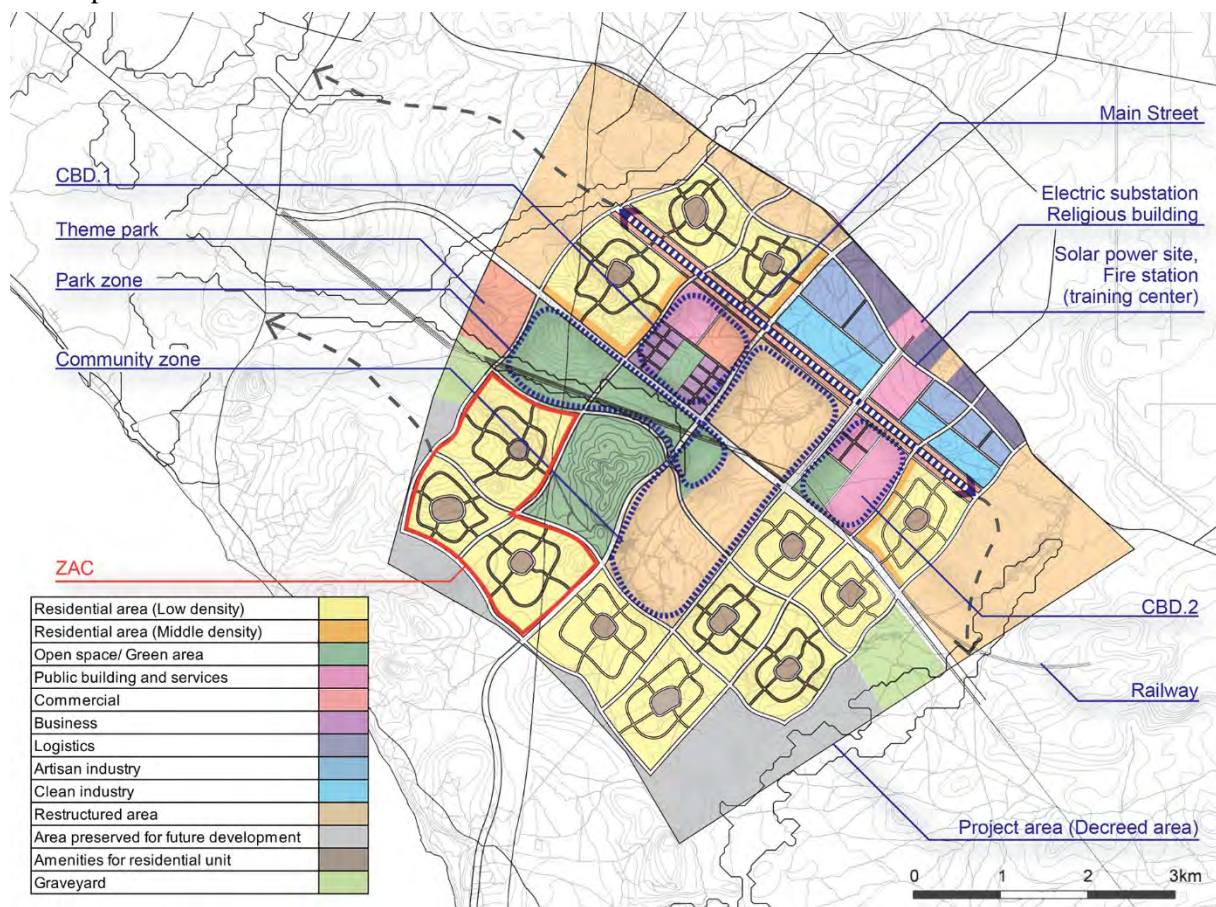 Main Street
CBD.1
Electric substation
Religious building
Theme park
Solar power site,
Fire station
(training center)
Park zone
Community zone
ZAC
Residential area (Low density)
Residential area (Middle density)
Open space/ Green area
Public building and services
Commercial
Business
Logistics
Artisan industry
Clean industry
Restructured area
Area preserved for future development
Amenities for residential unit
Graveyard
CBD.2
Railway
Project area (Decreed area)
0 1 2 3km